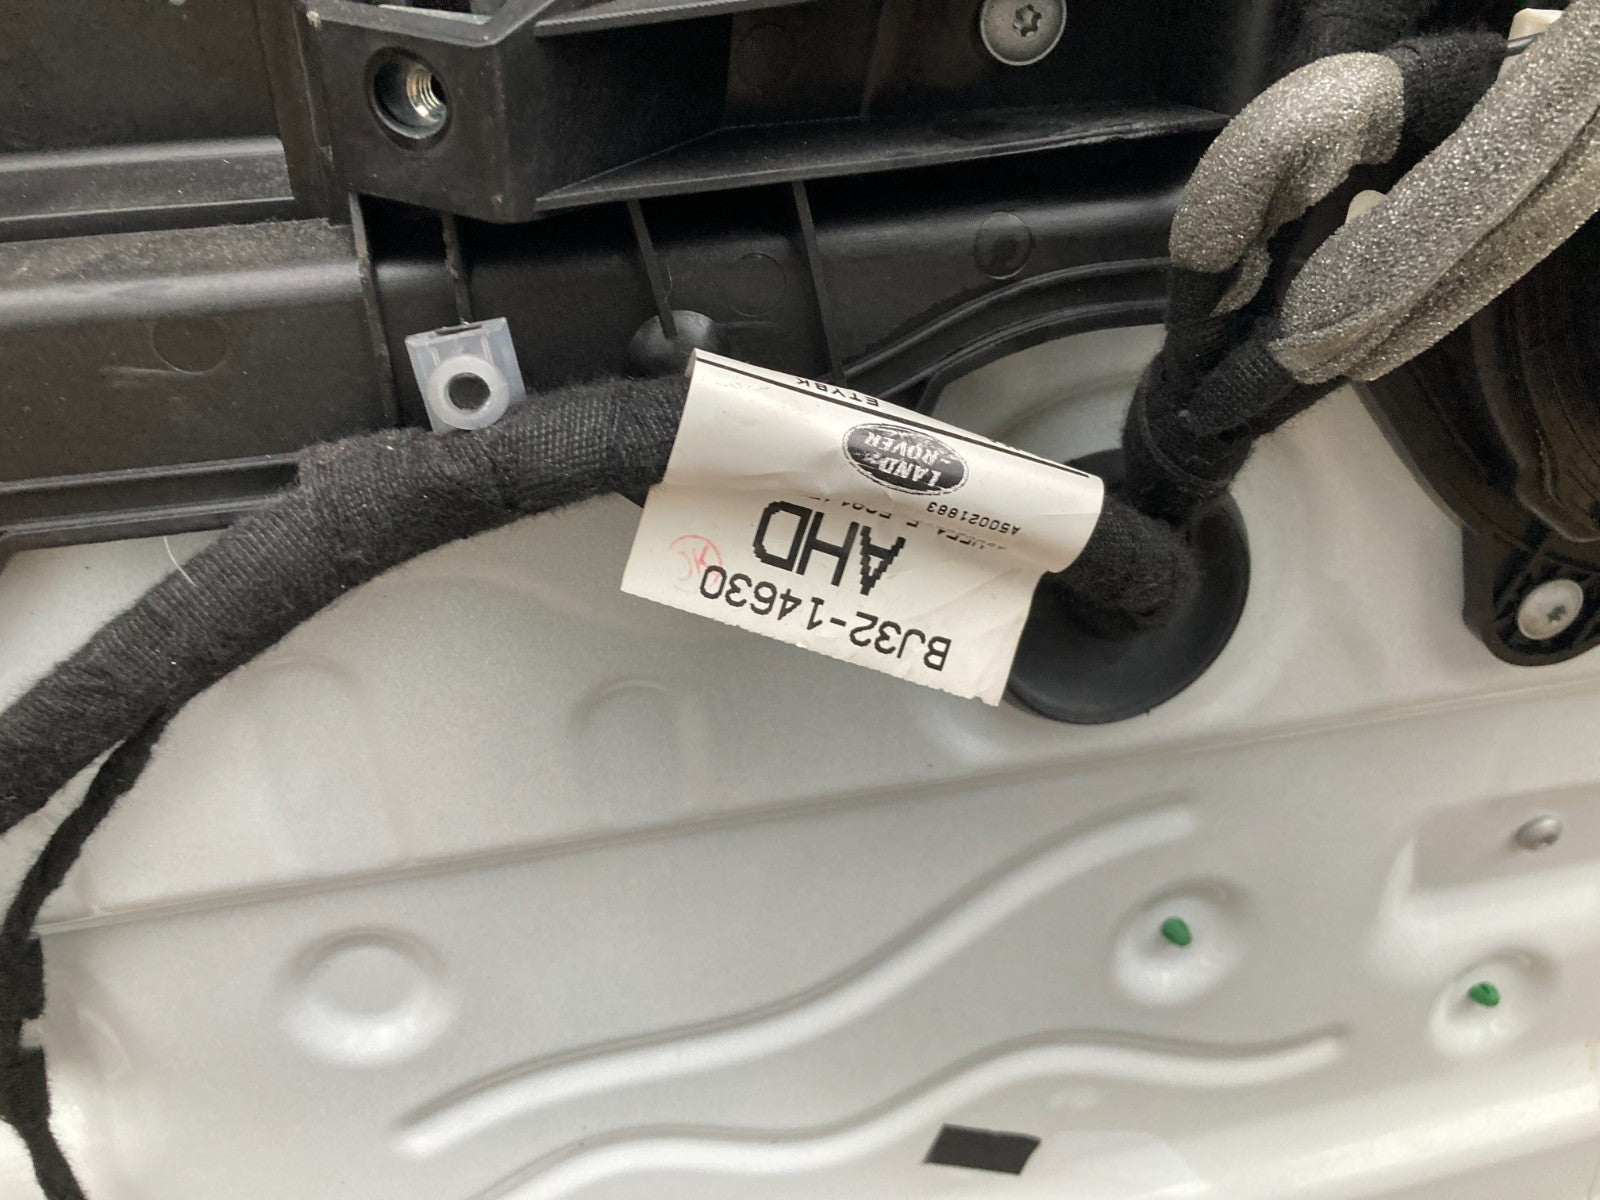 BJ32-14630
AHD
A50021883
LAND
ROVER
ETYBK